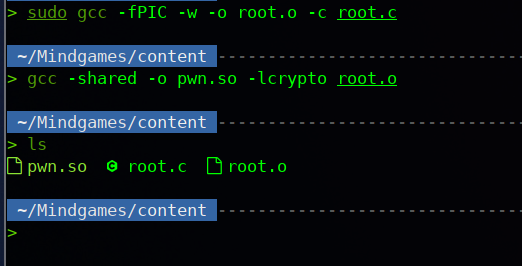 > sudo gcc -fPIC -w -o root.o -c root.c
~/Mindgames/content ------------------------------
> gcc -shared -o pwn.so -lcrypto root.o
~/Mindgames/content ------------------------------
> ls
pwn.so root.c root.o
~/Mindgames/content ------------------------------
>